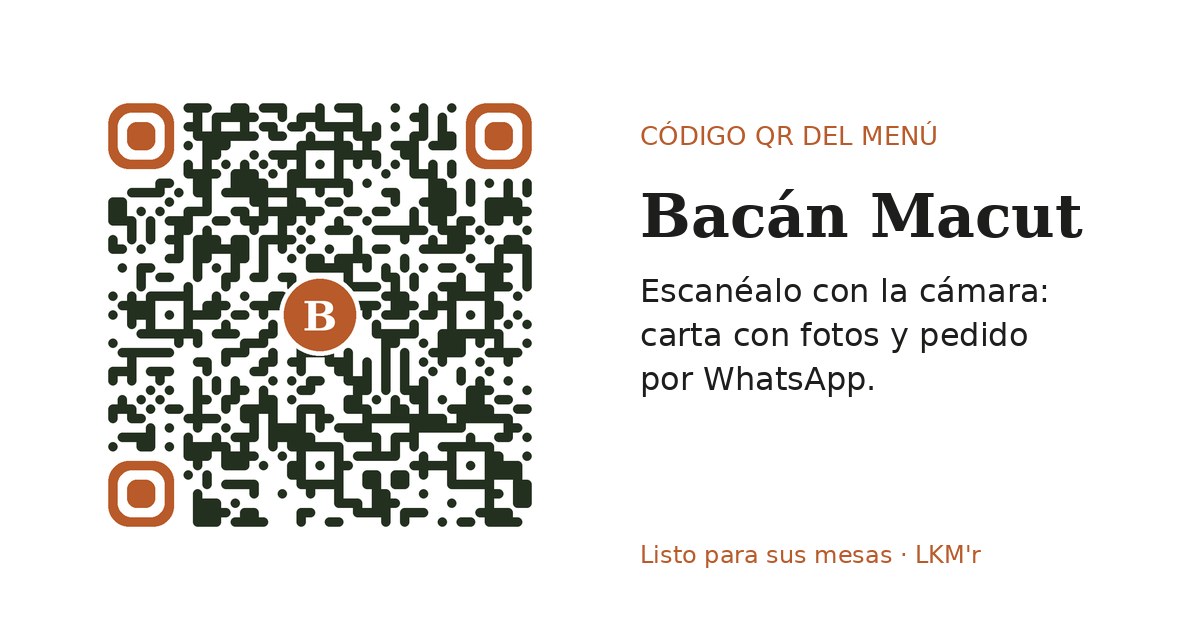 B
CÓDIGO QR DEL MENÚ
Bacán Macut
Escanéalo con la cámara:
carta con fotos y pedido
por WhatsApp.
Listo para sus mesas · LKM'r